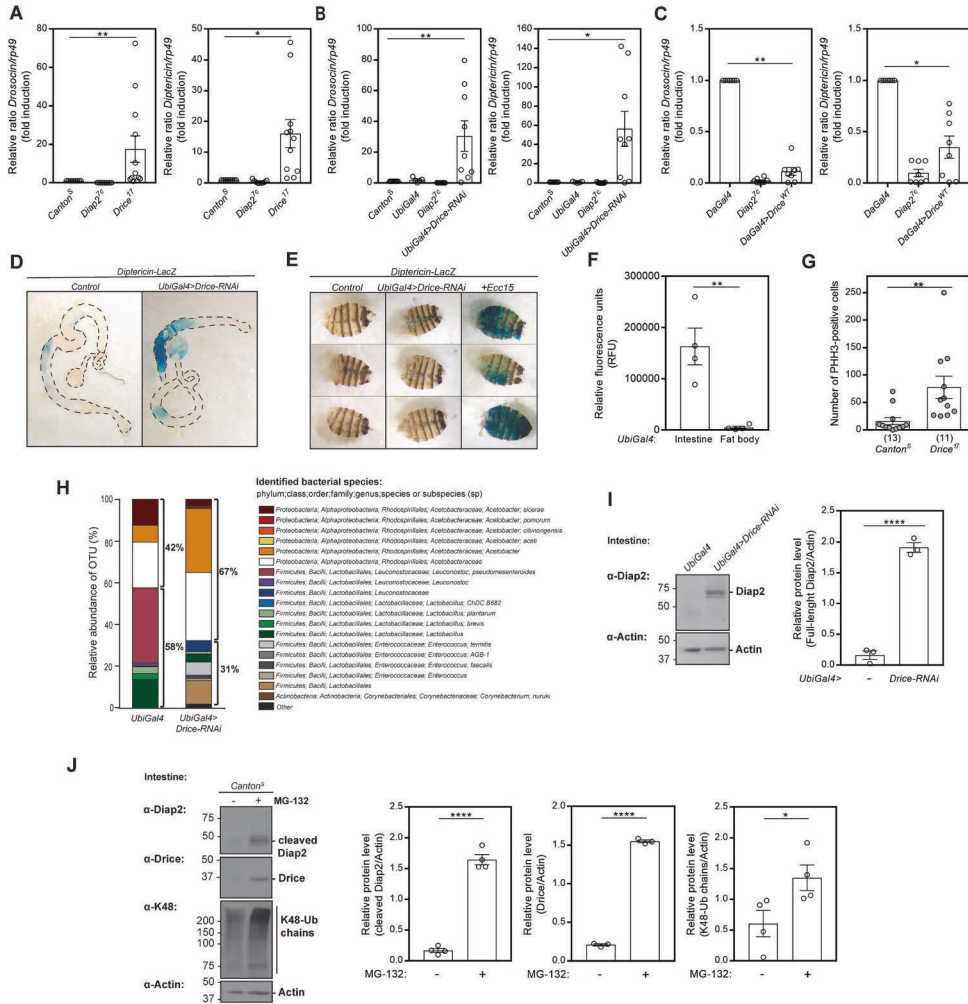 A
Relative ratio Drosocin/rp49
(fold induction)
80
60
40
20
0
**
Canton^S
Diap2^7c
Drice^17
Relative ratio Diptericin/rp49
(fold induction)
50
40
30
20
10
0
*
Canton^S
Diap2^7c
Drice^17
B
Relative ratio Drosocin/rp49
(fold induction)
100
80
60
40
20
0
**
Canton^S
UbiGal4
Diap2^7c
UbiGal4>Drice-RNAi
Relative ratio Diptericin/rp49
(fold induction)
160
140
120
100
80
60
40
20
0
*
Canton^S
UbiGal4
Diap2^7c
UbiGal4>Drice-RNAi
C
Relative ratio Drosocin/rp49
(fold induction)
1.5
1.0
0.5
0
**
DaGal4
Diap2^7c
DaGal4>Drice^WT
Relative ratio Diptericin/rp49
(fold induction)
1.5
1.0
0.5
0.0
*
DaGal4
Diap2^7c
DaGal4>Drice^WT
D
Diptericin-LacZ
Control UbiGal4>Drice-RNAi
E
Diptericin-LacZ
Control UbiGal4>Drice-RNAi +Ecc15
F
Relative fluorescence units
(RFU)
300000
200000
100000
0
**
UbiGal4: Intestine Fat body
G
Number of PHH3-positive cells
250
200
150
100
50
0
**
(13) (11)
Canton^S Drice^17
H
Relative abundance of OTU (%)
100
80
60
40
20
0
42%
58%
67%
31%
UbiGal4
UbiGal4>
Drice-RNAi
Identified bacterial species:
phylum;class;order;family;genus;species or subspecies (sp)
Proteobacteria; Alphaproteobacteria; Rhodospirillales; Acetobacteraceae; Acetobacter; sicerae
Proteobacteria; Alphaproteobacteria; Rhodospirillales; Acetobacteraceae; Acetobacter; pomorum
Proteobacteria; Alphaproteobacteria; Rhodospirillales; Acetobacteraceae; Acetobacter; cibinongensis
Proteobacteria; Alphaproteobacteria; Rhodospirillales; Acetobacteraceae; Acetobacter; aceti
Proteobacteria; Alphaproteobacteria; Rhodospirillales; Acetobacteraceae; Acetobacter
Proteobacteria; Alphaproteobacteria; Rhodospirillales; Acetobacteraceae
Firmicutes; Bacilli; Lactobacillales; Leuconostocaceae; Leuconostoc; pseudomesenteroides
Firmicutes; Bacilli; Lactobacillales; Leuconostocaceae; Leuconostoc
Firmicutes; Bacilli; Lactobacillales; Leuconostocaceae
Firmicutes; Bacilli; Lactobacillales; Lactobacillaceae; Lactobacillus; ChDC B682
Firmicutes; Bacilli; Lactobacillales; Lactobacillaceae; Lactobacillus; plantarum
Firmicutes; Bacilli; Lactobacillales; Lactobacillaceae; Lactobacillus; brevis
Firmicutes; Bacilli; Lactobacillales; Lactobacillaceae; Lactobacillus
Firmicutes; Bacilli; Lactobacillales; Enterococcaceae; Enterococcus; termitis
Firmicutes; Bacilli; Lactobacillales; Enterococcaceae; Enterococcus; AGB-1
Firmicutes; Bacilli; Lactobacillales; Enterococcaceae; Enterococcus; faecalis
Firmicutes; Bacilli; Lactobacillales; Enterococcaceae; Enterococcus
Firmicutes; Bacilli; Lactobacillales
Actinobacteria; Actinobacteria; Corynebacteriales; Corynebacteriaceae; Corynebacterium; nuruki
Other
I
Intestine:
UbiGal4
UbiGal4>Drice-RNAi
α-Diap2:
75
50
Diap2
α-Actin:
50
37
Actin
Relative protein level
(Full-lenght Diap2/Actin)
2.0
1.5
1.0
0.5
0.0
****
UbiGal4> - Drice-RNAi
J
Intestine:
Canton^S
- + MG-132
α-Diap2:
75
50
cleaved
Diap2
α-Drice:
50
37
Drice
α-K48:
200
150
100
75
K48-Ub
chains
α-Actin:
50
37
Actin
Relative protein level
(cleaved Diap2/Actin)
2.5
2.0
1.5
1.0
0.5
0.0
****
MG-132: - +
Relative protein level
(Drice/Actin)
2.0
1.5
1.0
0.5
0.0
****
MG-132: - +
Relative protein level
(K48-Ub chains/Actin)
2.5
2.0
1.5
1.0
0.5
0.0
*
MG-132: - +